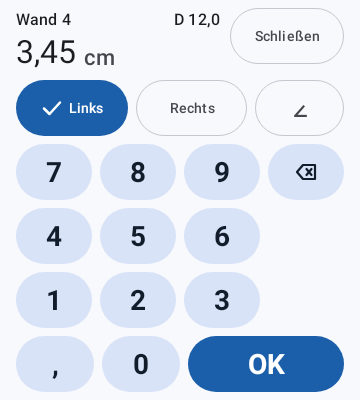 Wand 4 D 12,0
3,45 cm
Schließen
Links Rechts
7 8 9
4 5 6
1 2 3
, 0 OK